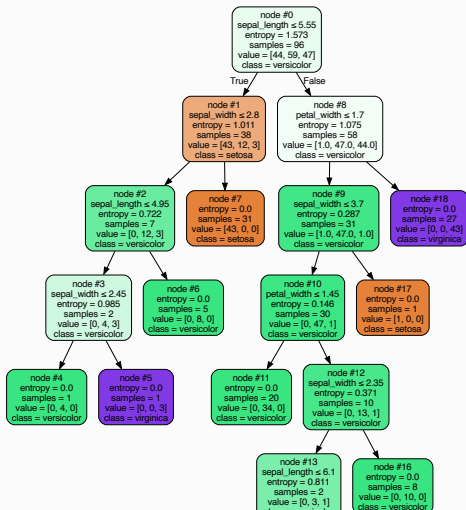 node #0
sepal_length ≤ 5.55
entropy = 1.573
samples = 96
value = [44, 59, 47]
class = versicolor
True
False
node #1
sepal_width ≤ 2.8
entropy = 1.011
samples = 38
value = [43, 12, 3]
class = setosa
node #8
petal_width ≤ 1.7
entropy = 1.075
samples = 58
value = [1.0, 47.0, 44.0]
class = versicolor
node #2
sepal_length ≤ 4.95
entropy = 0.722
samples = 7
value = [0, 12, 3]
class = versicolor
node #7
entropy = 0.0
samples = 31
value = [43, 0, 0]
class = setosa
node #9
sepal_width ≤ 3.7
entropy = 0.287
samples = 31
value = [1.0, 47.0, 1.0]
class = versicolor
node #18
entropy = 0.0
samples = 27
value = [0, 0, 43]
class = virginica
node #3
sepal_width ≤ 2.45
entropy = 0.985
samples = 2
value = [0, 4, 3]
class = versicolor
node #6
entropy = 0.0
samples = 5
value = [0, 8, 0]
class = versicolor
node #10
petal_width ≤ 1.45
entropy = 0.146
samples = 30
value = [0, 47, 1]
class = versicolor
node #17
entropy = 0.0
samples = 1
value = [1, 0, 0]
class = setosa
node #4
entropy = 0.0
samples = 1
value = [0, 4, 0]
class = versicolor
node #5
entropy = 0.0
samples = 1
value = [0, 0, 3]
class = virginica
node #11
entropy = 0.0
samples = 20
value = [0, 34, 0]
class = versicolor
node #12
sepal_width ≤ 2.35
entropy = 0.371
samples = 10
value = [0, 13, 1]
class = versicolor
node #13
sepal_length ≤ 6.1
entropy = 0.811
samples = 2
value = [0, 3, 1]
node #16
entropy = 0.0
samples = 8
value = [0, 10, 0]
class = versicolor